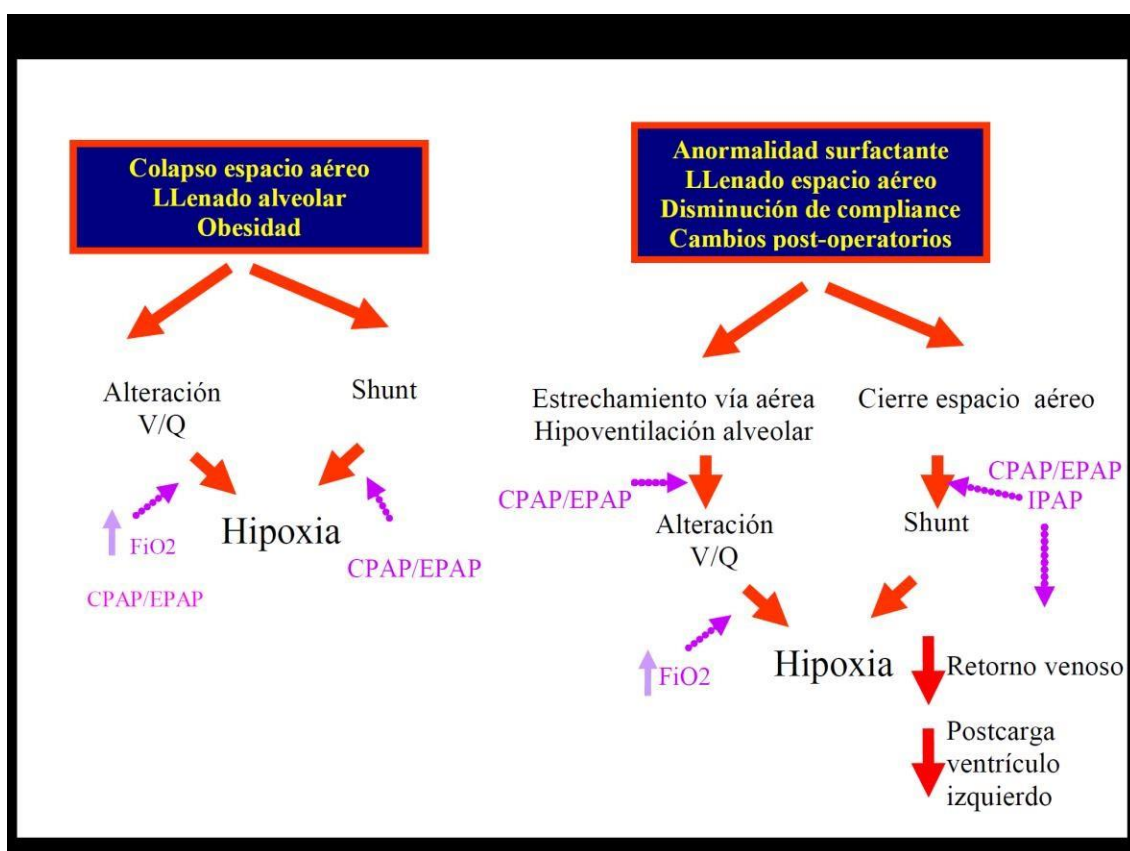 Colapso espacio aéreo
LLenado alveolar
Obesidad
Alteración
V/Q
Shunt
FiO2
CPAP/EPAP
Hipoxia
CPAP/EPAP
Anormalidad surfactante
LLenado espacio aéreo
Disminución de compliance
Cambios post-operatorios
Estrechamiento vía aérea
Hipoventilación alveolar
Cierre espacio aéreo
CPAP/EPAP
CPAP/EPAP
IPAP
Alteración
V/Q
Shunt
FiO2
Hipoxia
Retorno venoso
Postcarga
ventrículo
izquierdo